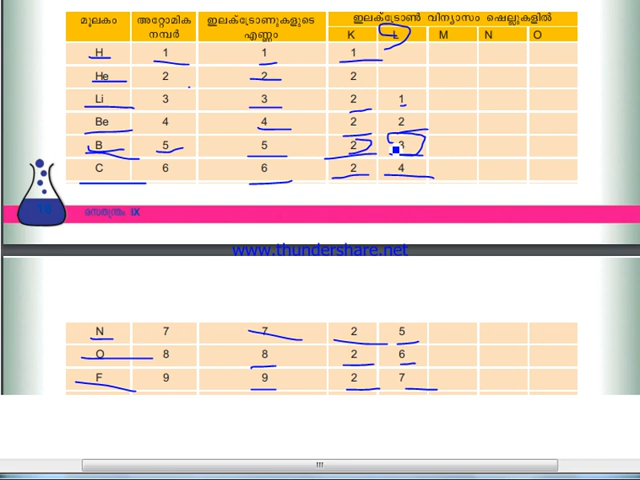 മൂലകം അറ്റോമിക നമ്പർ ഇലക്ട്രോണുകളുടെ എണ്ണം ഇലക്ട്രോൺ വിന്യാസം ഷെല്ലുകളിൽ
K L M N O
H 1 1 1
He 2 2 2
Li 3 3 2 1
Be 4 4 2 2
B 5 5 2 3
C 6 6 2 4
രസതന്ത്രം IX
www.thundershare.net
N 7 7 2 5
O 8 8 2 6
F 9 9 2 7